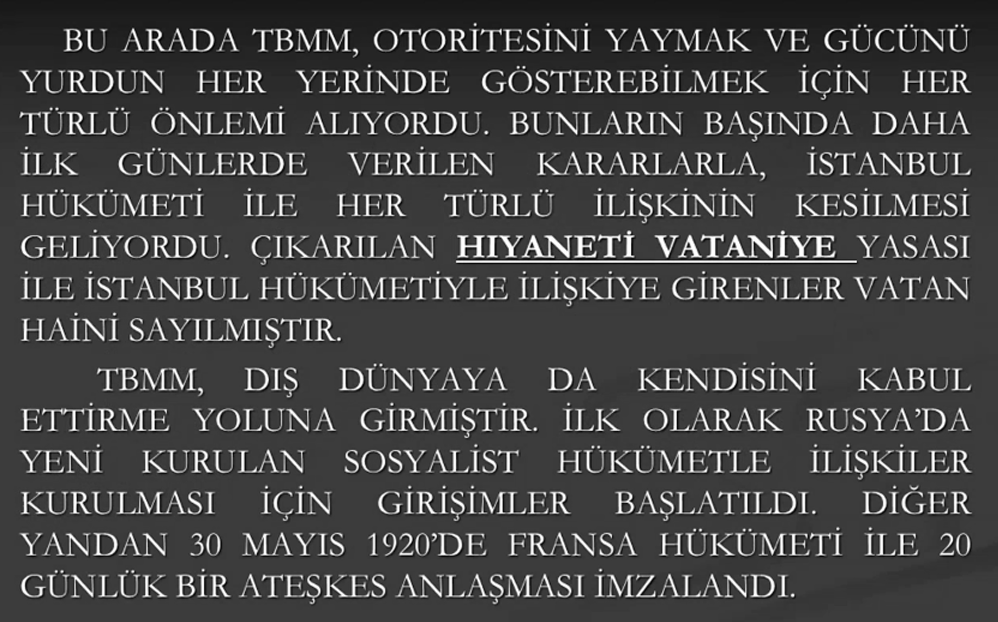 BU ARADA TBMM, OTORİTESİNİ YAYMAK VE GÜCÜNÜ
YURDUN HER YERİNDE GÖSTEREBİLMEK İÇİN HER
TÜRLÜ ÖNLEMİ ALIYORDU. BUNLARIN BAŞINDA DAHA
İLK GÜNLERDE VERİLEN KARARLARLA, İSTANBUL
HÜKÜMETİ İLE HER TÜRLÜ İLİŞKİNİN KESİLMESİ
GELİYORDU. ÇIKARILAN HIYANETİ VATANİYE YASASI
İLE İSTANBUL HÜKÜMETİYLE İLİŞKİYE GİRENLER VATAN
HAİNİ SAYILMIŞTIR.
TBMM, DIŞ DÜNYAYA DA KENDİSİNİ KABUL
ETTİRME YOLUNA GİRMİŞTİR. İLK OLARAK RUSYA’DA
YENİ KURULAN SOSYALİST HÜKÜMETLE İLİŞKİLER
KURULMASI İÇİN GİRİŞİMLER BAŞLATILDI. DİĞER
YANDAN 30 MAYIS 1920’DE FRANSA HÜKÜMETİ İLE 20
GÜNLÜK BİR ATEŞKES ANLAŞMASI İMZALANDI.